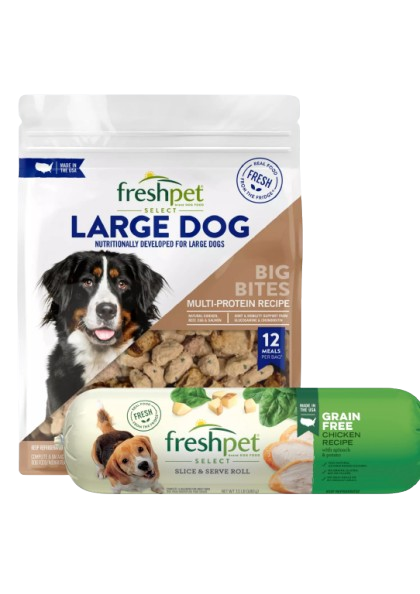 MADE IN
THE USA
REAL FOOD
FRESH
FROM THE FRIDGE
freshpet
SELECT
LARGE DOG
NUTRITIONALLY DEVELOPED FOR LARGE DOGS
BIG
BITES
MULTI-PROTEIN RECIPE
12
MEALS
PER BAG
FRESH
freshpet
SELECT
SLICE & SERVE ROLL
MADE IN
THE USA
GRAIN
FREE
CHICKEN
RECIPE
with spinach
& potato